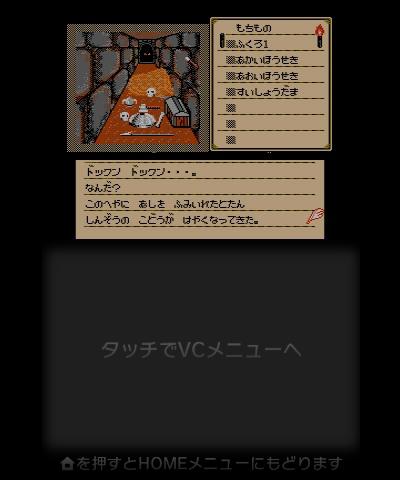 もちもの
ふくろ1
あかいほうせき
あおいほうせき
すいしょうだま
ドックン ドックン・・・。
なんだ?
このへやに あしを ふみいれたとたん
しんぞうの こどうが はやくなってきた。
タッチでVCメニューへ
を押すとHOMEメニューにもどります